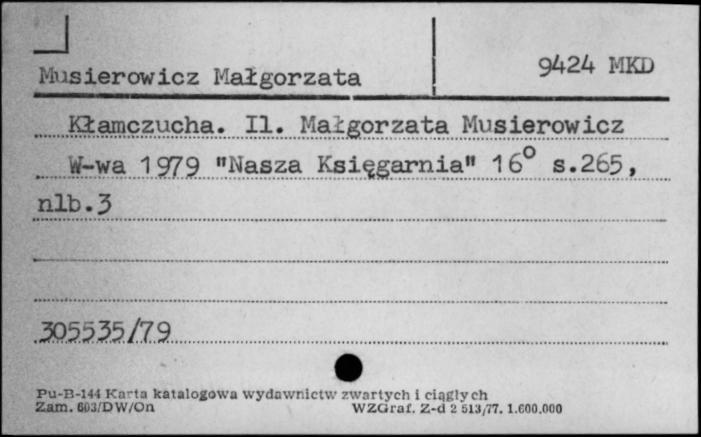 Musierowicz Małgorzata
9424 MKD
Kłamczucha. Il. Małgorzata Musierowicz
W-wa 1979 "Nasza Księgarnia" 16° s.265,
nlb.3
305535/79
Pu-B-144 Karta katalogowa wydawnictw zwartych i ciągłych
Zam. 603/DW/On WZGraf. Z-d 2 513/77. 1.600.000